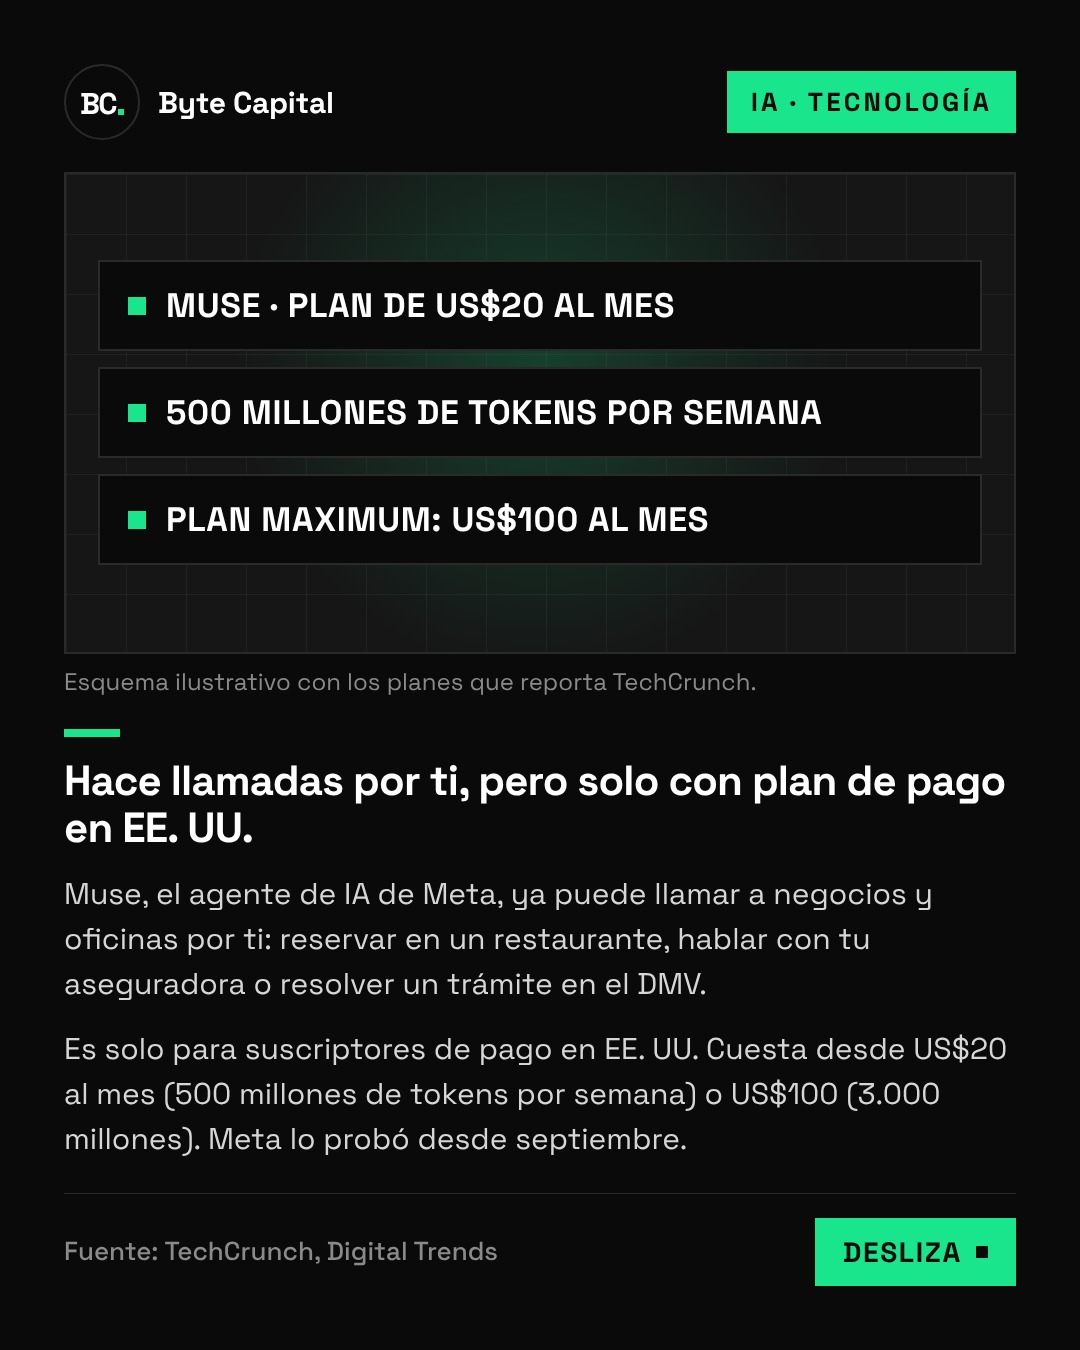 BC.
Byte Capital
IA · TECNOLOGÍA
MUSE · PLAN DE US$20 AL MES
500 MILLONES DE TOKENS POR SEMANA
PLAN MAXIMUM: US$100 AL MES
Esquema ilustrativo con los planes que reporta TechCrunch.
Hace llamadas por ti, pero solo con plan de pago
en EE. UU.
Muse, el agente de IA de Meta, ya puede llamar a negocios y
oficinas por ti: reservar en un restaurante, hablar con tu
aseguradora o resolver un trámite en el DMV.
Es solo para suscriptores de pago en EE. UU. Cuesta desde US$20
al mes (500 millones de tokens por semana) o US$100 (3.000
millones). Meta lo probó desde septiembre.
Fuente: TechCrunch, Digital Trends
DESLIZA